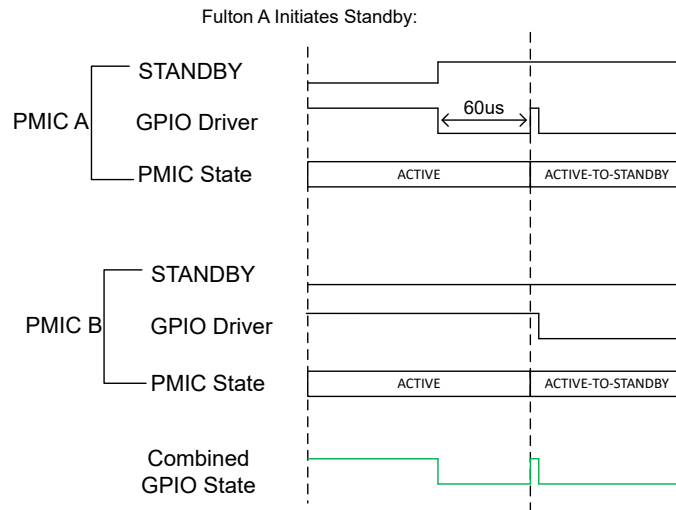 Fulton A Initiates Standby:
STANDBY
PMIC A
GPIO Driver
60us
PMIC State
ACTIVE
ACTIVE-TO-STANDBY
STANDBY
PMIC B
GPIO Driver
PMIC State
ACTIVE
ACTIVE-TO-STANDBY
Combined
GPIO State